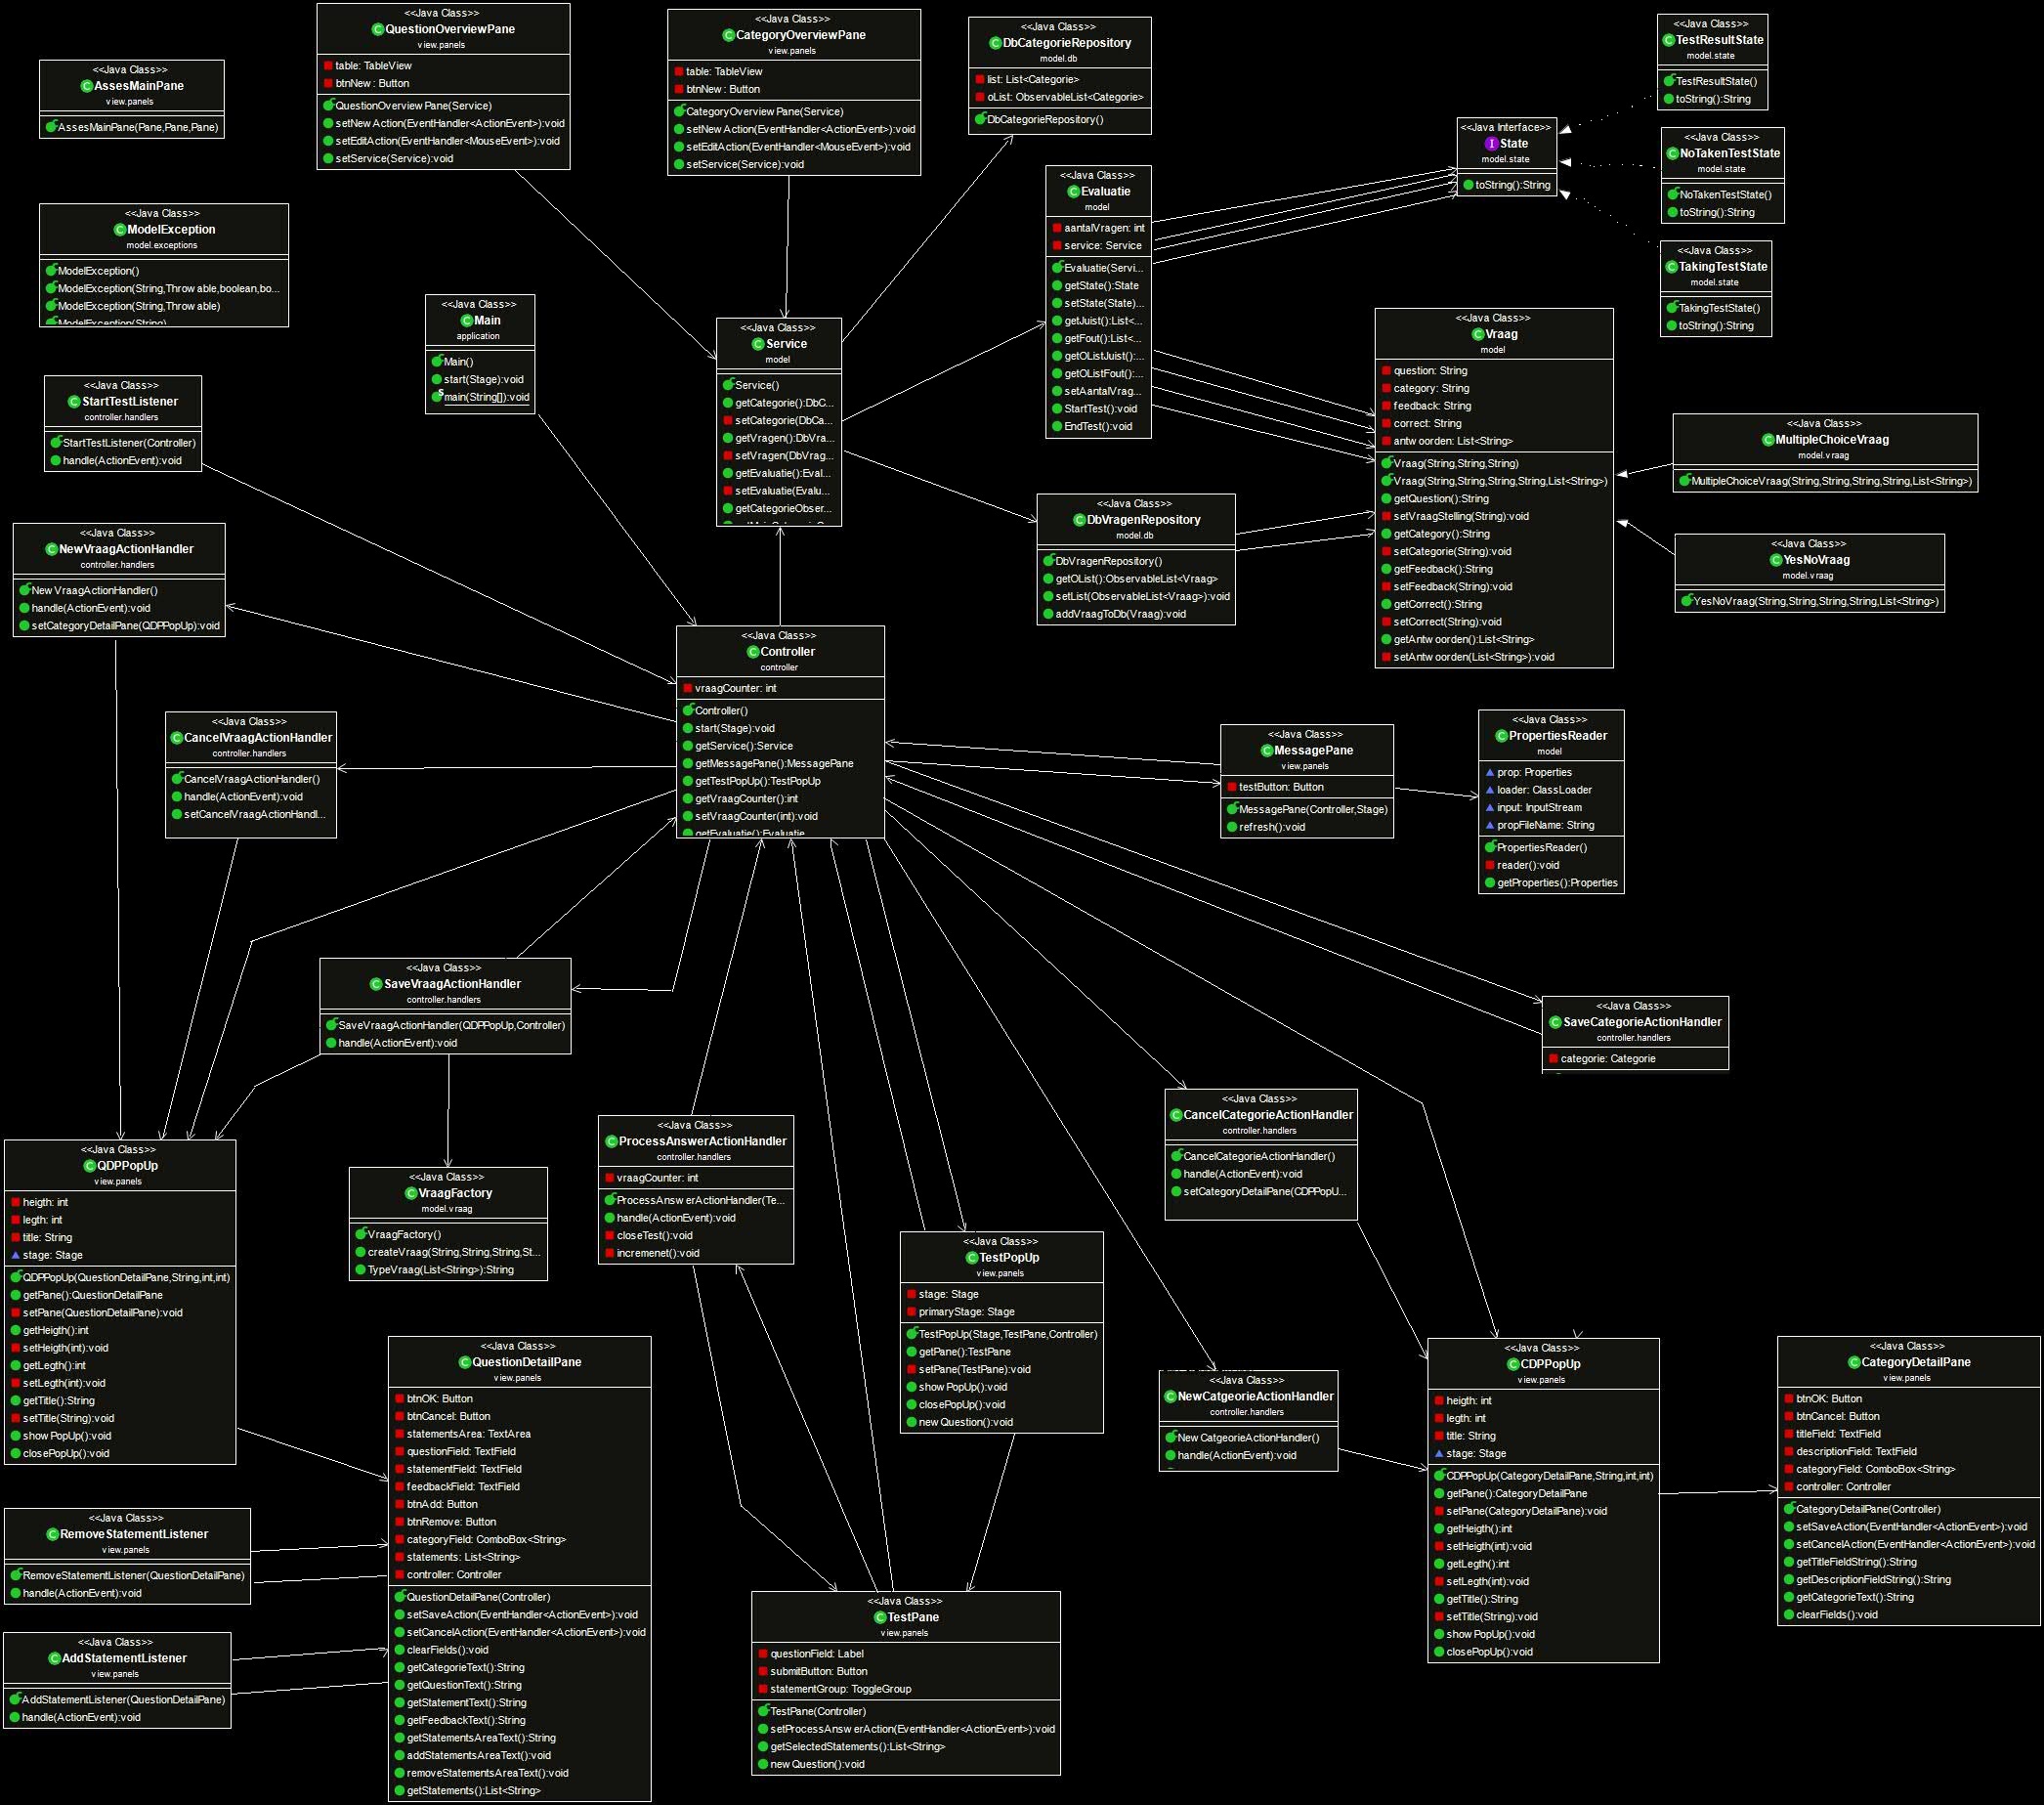 <<Java Class>>
AssesMainPane
view.panels
AssesMainPane(Pane,Pane,Pane)
<<Java Class>>
QuestionOverviewPane
view.panels
table: TableView
btnNew : Button
QuestionOverview Pane(Service)
setNew Action(EventHandler<ActionEvent>):void
setEditAction(EventHandler<MouseEvent>):void
setService(Service):void
<<Java Class>>
CategoryOverviewPane
view.panels
table: TableView
btnNew : Button
CategoryOverview Pane(Service)
setNew Action(EventHandler<ActionEvent>):void
setEditAction(EventHandler<MouseEvent>):void
setService(Service):void
<<Java Class>>
DbCategorieRepository
model.db
list: List<Categorie>
oList: ObservableList<Categorie>
DbCategorieRepository()
<<Java Class>>
TestResultState
model.state
TestResultState()
toString():String
<<Java Interface>>
State
model.state
toString():String
<<Java Class>>
NoTakenTestState
model.state
NoTakenTestState()
toString():String
<<Java Class>>
TakingTestState
model.state
TakingTestState()
toString():String
<<Java Class>>
ModelException
model.exceptions
ModelException()
ModelException(String,Throw able,boolean,bo...
ModelException(String,Throw able)
ModelException(String)
<<Java Class>>
Evaluatie
model
aantalVragen: int
service: Service
Evaluatie(Servi...
getState():State
setState(State)...
getJuist():List<...
getFout():List<...
getOListJuist():...
getOListFout():...
setAantalVrag...
StartTest():void
EndTest():void
<<Java Class>>
Main
application
Main()
start(Stage):void
main(String[]):void
<<Java Class>>
Service
model
Service()
getCategorie():DbC...
setCategorie(DbCa...
getVragen():DbVra...
setVragen(DbVrag...
getEvaluatie():Eval...
setEvaluatie(Evalu...
getCategorieObser...
<<Java Class>>
Vraag
model
question: String
category: String
feedback: String
correct: String
antw oorden: List<String>
Vraag(String,String,String)
Vraag(String,String,String,String,List<String>)
getQuestion():String
setVraagStelling(String):void
getCategory():String
setCategorie(String):void
getFeedback():String
setFeedback(String):void
getCorrect():String
setCorrect(String):void
getAntw oorden():List<String>
setAntw oorden(List<String>):void
<<Java Class>>
MultipleChoiceVraag
model.vraag
MultipleChoiceVraag(String,String,String,String,List<String>)
<<Java Class>>
YesNoVraag
model.vraag
YesNoVraag(String,String,String,String,List<String>)
<<Java Class>>
StartTestListener
controller.handlers
StartTestListener(Controller)
handle(ActionEvent):void
<<Java Class>>
DbVragenRepository
model.db
DbVragenRepository()
getOList():ObservableList<Vraag>
setList(ObservableList<Vraag>):void
addVraagToDb(Vraag):void
<<Java Class>>
NewVraagActionHandler
controller.handlers
New VraagActionHandler()
handle(ActionEvent):void
setCategoryDetailPane(QDPPopUp):void
<<Java Class>>
Controller
controller
vraagCounter: int
Controller()
start(Stage):void
getService():Service
getMessagePane():MessagePane
getTestPopUp():TestPopUp
getVraagCounter():int
setVraagCounter(int):void
getEvaluatie():Evaluatie
<<Java Class>>
CancelVraagActionHandler
controller.handlers
CancelVraagActionHandler()
handle(ActionEvent):void
setCancelVraagActionHandl...
<<Java Class>>
MessagePane
view.panels
testButton: Button
MessagePane(Controller,Stage)
refresh():void
<<Java Class>>
PropertiesReader
model
prop: Properties
loader: ClassLoader
input: InputStream
propFileName: String
PropertiesReader()
reader():void
getProperties():Properties
<<Java Class>>
SaveVraagActionHandler
controller.handlers
SaveVraagActionHandler(QDPPopUp,Controller)
handle(ActionEvent):void
<<Java Class>>
SaveCategorieActionHandler
controller.handlers
categorie: Categorie
<<Java Class>>
CancelCategorieActionHandler
controller.handlers
CancelCategorieActionHandler()
handle(ActionEvent):void
setCategoryDetailPane(CDPPopU...
<<Java Class>>
QDPPopUp
view.panels
heigth: int
legth: int
title: String
stage: Stage
QDPPopUp(QuestionDetailPane,String,int,int)
getPane():QuestionDetailPane
setPane(QuestionDetailPane):void
getHeigth():int
setHeigth(int):void
getLegth():int
setLegth(int):void
getTitle():String
setTitle(String):void
show PopUp():void
closePopUp():void
<<Java Class>>
VraagFactory
model.vraag
VraagFactory()
createVraag(String,String,String,St...
TypeVraag(List<String>):String
<<Java Class>>
ProcessAnswerActionHandler
controller.handlers
vraagCounter: int
ProcessAnsw erActionHandler(Te...
handle(ActionEvent):void
closeTest():void
incremenet():void
<<Java Class>>
TestPopUp
view.panels
stage: Stage
primaryStage: Stage
TestPopUp(Stage,TestPane,Controller)
getPane():TestPane
setPane(TestPane):void
show PopUp():void
closePopUp():void
new Question():void
<<Java Class>>
NewCatgeorieActionHandler
controller.handlers
New CatgeorieActionHandler()
handle(ActionEvent):void
<<Java Class>>
CDPPopUp
view.panels
heigth: int
legth: int
title: String
stage: Stage
CDPPopUp(CategoryDetailPane,String,int,int)
getPane():CategoryDetailPane
setPane(CategoryDetailPane):void
getHeigth():int
setHeigth(int):void
getLegth():int
setLegth(int):void
getTitle():String
setTitle(String):void
show PopUp():void
closePopUp():void
<<Java Class>>
CategoryDetailPane
view.panels
btnOK: Button
btnCancel: Button
titleField: TextField
descriptionField: TextField
categoryField: ComboBox<String>
controller: Controller
CategoryDetailPane(Controller)
setSaveAction(EventHandler<ActionEvent>):void
setCancelAction(EventHandler<ActionEvent>):void
getTitleFieldString():String
getDescriptionFieldString():String
getCategorieText():String
clearFields():void
<<Java Class>>
QuestionDetailPane
view.panels
btnOK: Button
btnCancel: Button
statementsArea: TextArea
questionField: TextField
statementField: TextField
feedbackField: TextField
btnAdd: Button
btnRemove: Button
categoryField: ComboBox<String>
statements: List<String>
controller: Controller
QuestionDetailPane(Controller)
setSaveAction(EventHandler<ActionEvent>):void
setCancelAction(EventHandler<ActionEvent>):void
clearFields():void
getCategorieText():String
getQuestionText():String
getStatementText():String
getFeedbackText():String
getStatementsAreaText():String
addStatementsAreaText():void
removeStatementsAreaText():void
getStatements():List<String>
<<Java Class>>
RemoveStatementListener
view.panels
RemoveStatementListener(QuestionDetailPane)
handle(ActionEvent):void
<<Java Class>>
AddStatementListener
view.panels
AddStatementListener(QuestionDetailPane)
handle(ActionEvent):void
<<Java Class>>
TestPane
view.panels
questionField: Label
submitButton: Button
statementGroup: ToggleGroup
TestPane(Controller)
setProcessAnsw erAction(EventHandler<ActionEvent>):void
getSelectedStatements():List<String>
new Question():void